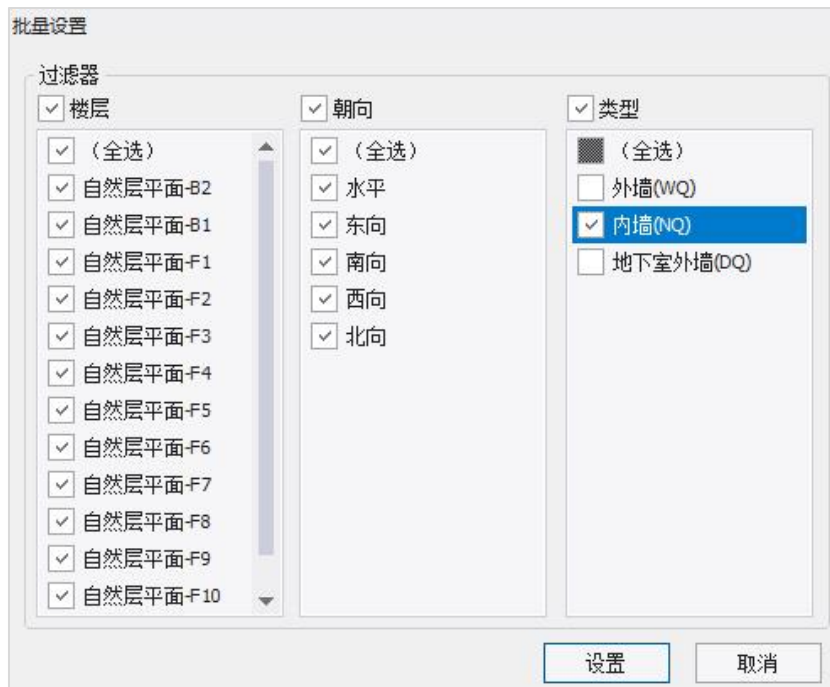 批量设置
过滤器
楼层
(全选)
自然层平面-B2
自然层平面-B1
自然层平面-F1
自然层平面-F2
自然层平面-F3
自然层平面-F4
自然层平面-F5
自然层平面-F6
自然层平面-F7
自然层平面-F8
自然层平面-F9
自然层平面-F10
朝向
(全选)
水平
东向
南向
西向
北向
类型
(全选)
外墙(WQ)
内墙(NQ)
地下室外墙(DQ)
设置
取消